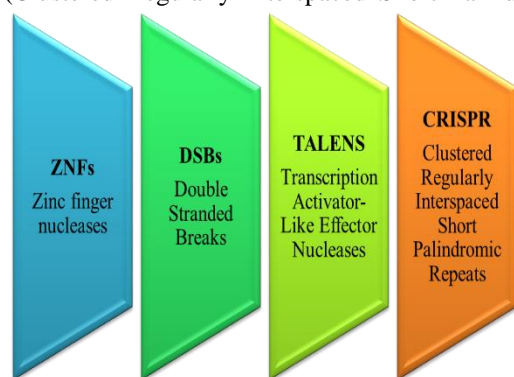 ZNFs
Zinc finger
nucleases
DSBs
Double
Stranded
Breaks
TALENS
Transcription
Activator-
Like Effector
Nucleases
CRISPR
Clustered
Regularly
Interspaced
Short
Palindromic
Repeats